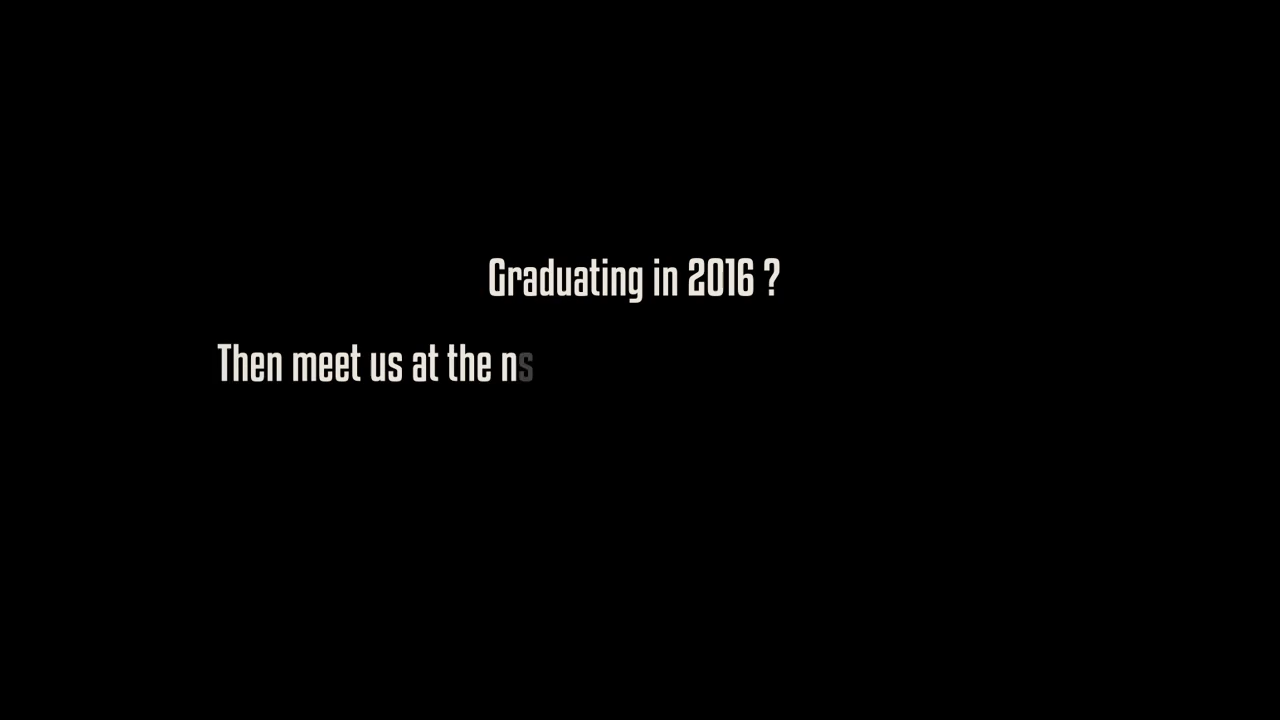 Graduating in 2016 ?
Then meet us at the ns